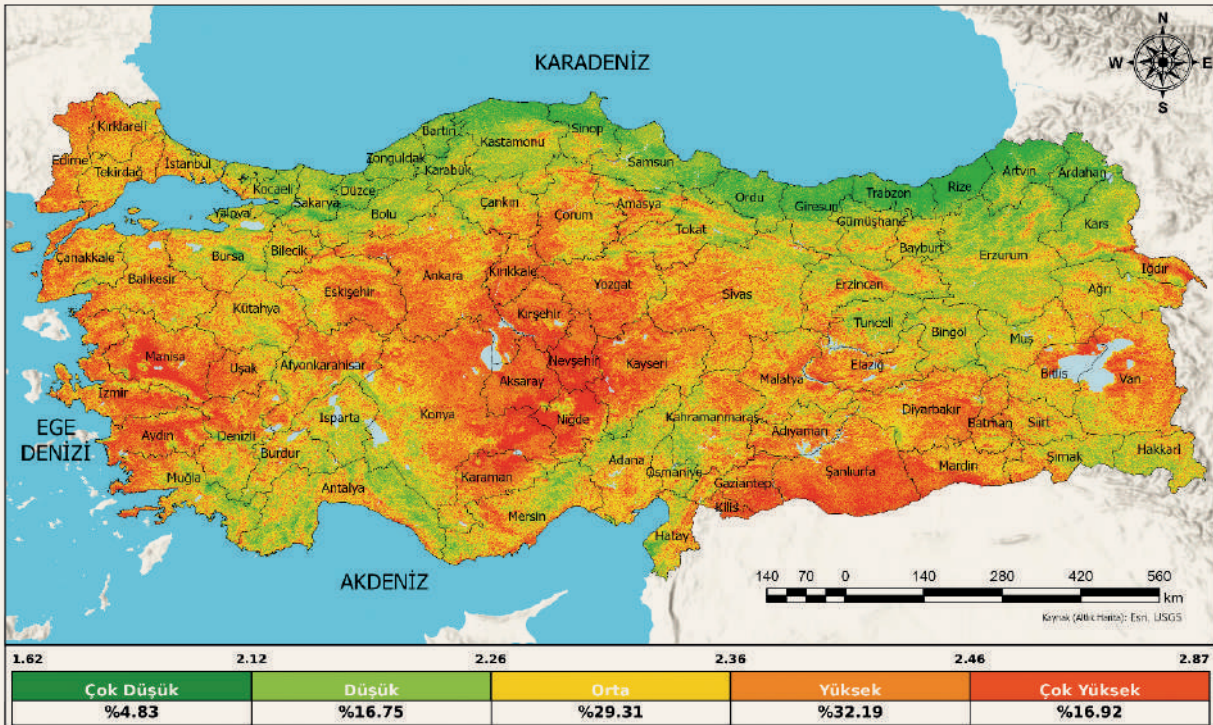 KARADENİZ
N
W E
S
Kırklareli
Edirne
Tekirdağ
İstanbul
Kocaeli
Yalova
Sakarya
Düzce
Zonguldak
Bartın
Karabük
Kastamonu
Sinop
Samsun
Ordu
Giresun
Trabzon
Rize
Artvin
Ardahan
Bolu
Çankırı
Çorum
Amasya
Tokat
Gümüşhane
Bayburt
Erzurum
Kars
Iğdır
Ağrı
Çanakkale
Balıkesir
Bursa
Bilecik
Kütahya
Eskişehir
Ankara
Kırıkkale
Yozgat
Sivas
Erzincan
Tunceli
Bingöl
Muş
Bitlis
Van
Kırşehir
Nevşehir
Kayseri
Malatya
Elazığ
Manisa
Uşak
Afyonkarahisar
İzmir
Aksaray
Konya
Niğde
Isparta
Kahramanmaraş
Adıyaman
Diyarbakır
Batman
Siirt
Şırnak
Hakkari
EGE
DENİZİ
Aydın
Denizli
Burdur
Muğla
Antalya
Karaman
Mersin
Adana
Osmaniye
Gaziantep
Kilis
Şanlıurfa
Mardin
Hatay
AKDENİZ
140 70 0 140 280 420 560
km
Kaynak (Altlık Harita): Esri, USGS
1.62 2.12 2.26 2.36 2.46 2.87
Çok Düşük Düşük Orta Yüksek Çok Yüksek
%4.83 %16.75 %29.31 %32.19 %16.92